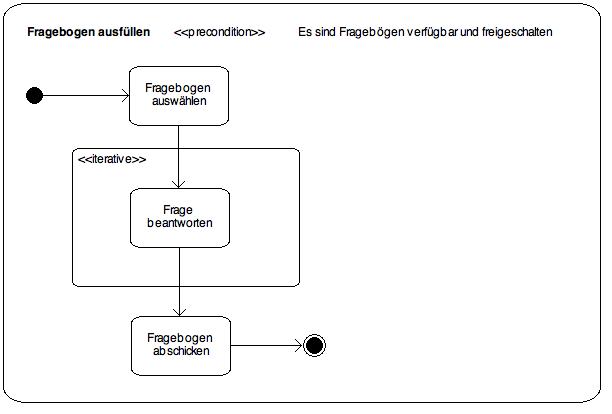 Fragebogen ausfüllen <<precondition>> Es sind Fragebögen verfügbar und freigeschalten
Fragebogen
auswählen
<<iterative>>
Frage
beantworten
Fragebogen
abschicken